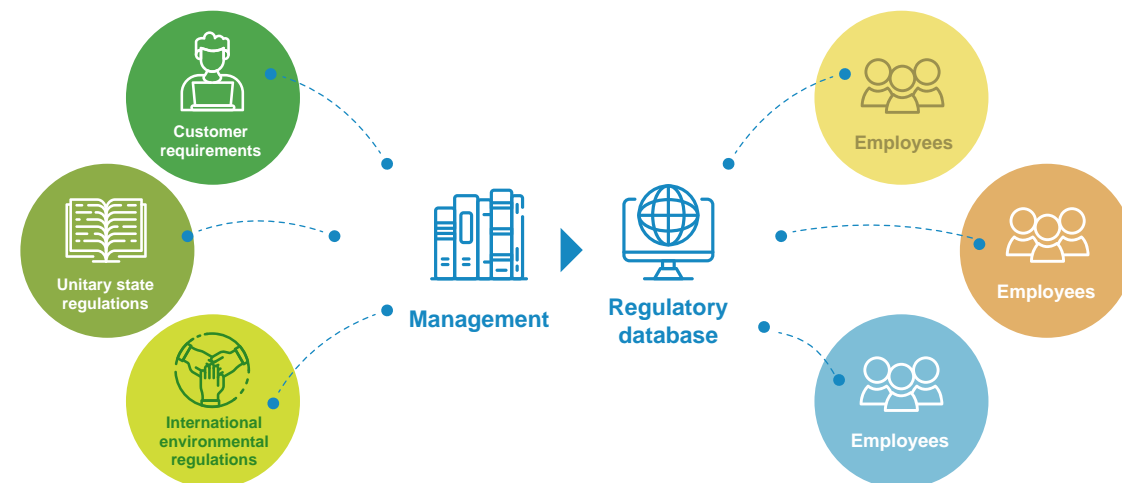 Customer
requirements
Unitary state
regulations
International
environmental
regulations
Management
Regulatory
database
Employees
Employees
Employees